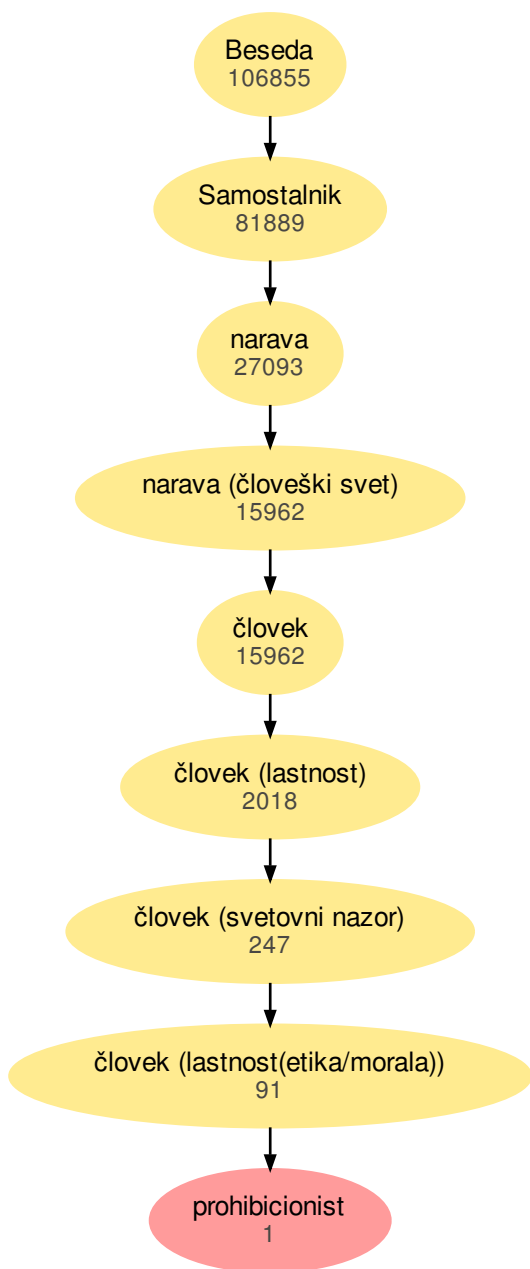 Beseda
106855
Samostalnik
81889
narava
27093
narava (človeški svet)
15962
človek
15962
človek (lastnost)
2018
človek (svetovni nazor)
247
človek (lastnost(etika/morala))
91
prohibicionist
1